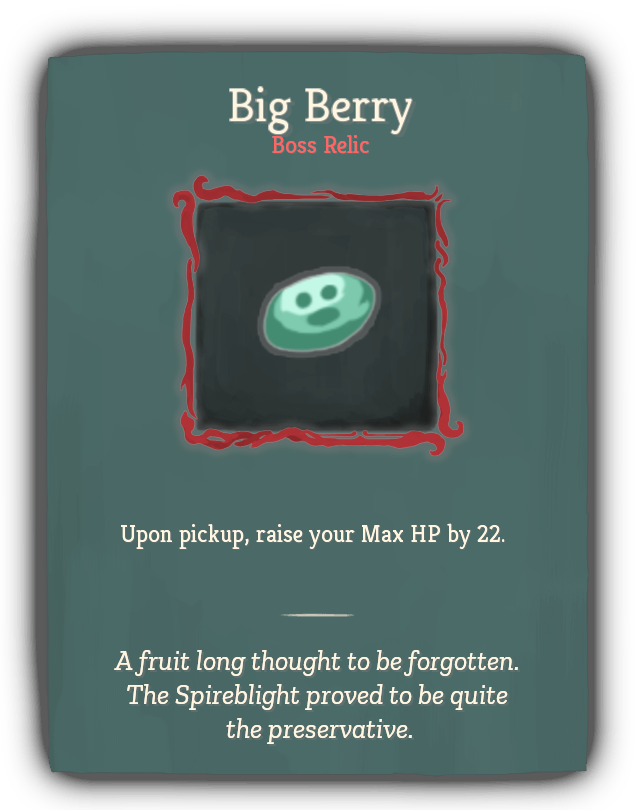 Big Berry
Boss Relic
Upon pickup, raise your Max HP by 22.
A fruit long thought to be forgotten.
The Spireblight proved to be quite
the preservative.